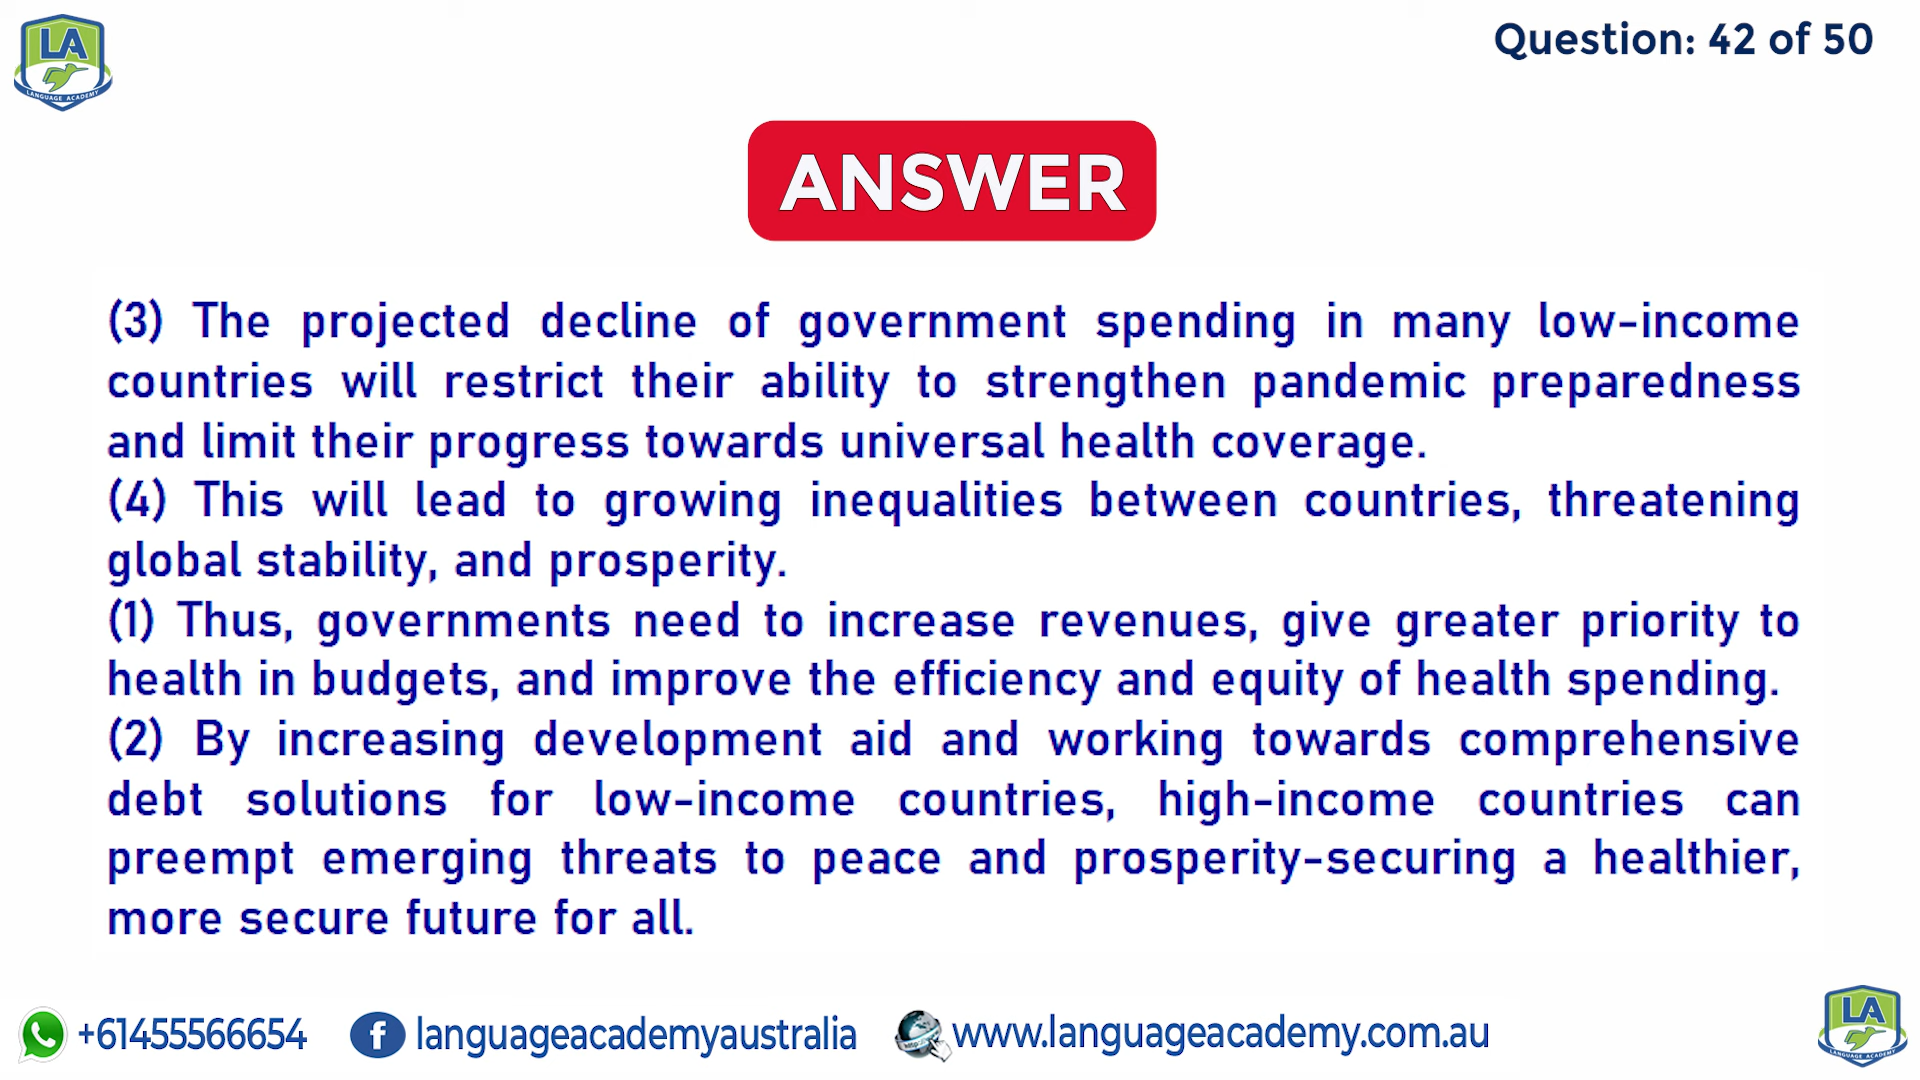 LA
LANGUAGE ACADEMY
Question: 42 of 50
ANSWER
(3) The projected decline of government spending in many low-income
countries will restrict their ability to strengthen pandemic preparedness
and limit their progress towards universal health coverage.
(4) This will lead to growing inequalities between countries, threatening
global stability, and prosperity.
(1) Thus, governments need to increase revenues, give greater priority to
health in budgets, and improve the efficiency and equity of health spending.
(2) By increasing development aid and working towards comprehensive
debt solutions for low-income countries, high-income countries can
preempt emerging threats to peace and prosperity-securing a healthier,
more secure future for all.
+61455566654
f
languageacademyaustralia
http://
www.languageacademy.com.au
LA
LANGUAGE ACADEMY